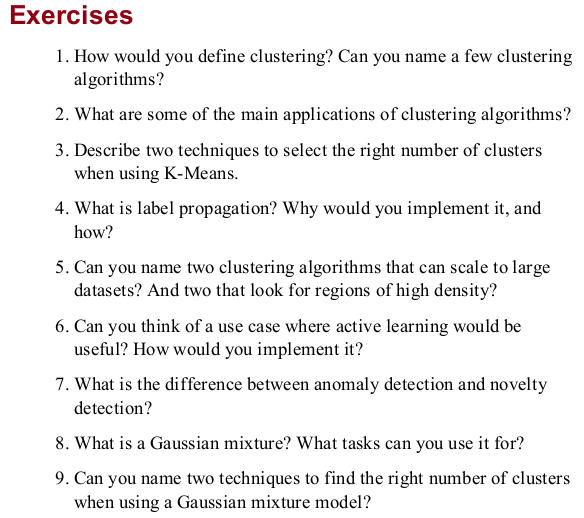 Exercises
1. How would you define clustering? Can you name a few clustering
algorithms?
2. What are some of the main applications of clustering algorithms?
3. Describe two techniques to select the right number of clusters
when using K-Means.
4. What is label propagation? Why would you implement it, and
how?
5. Can you name two clustering algorithms that can scale to large
datasets? And two that look for regions of high density?
6. Can you think of a use case where active learning would be
useful? How would you implement it?
7. What is the difference between anomaly detection and novelty
detection?
8. What is a Gaussian mixture? What tasks can you use it for?
9. Can you name two techniques to find the right number of clusters
when using a Gaussian mixture model?